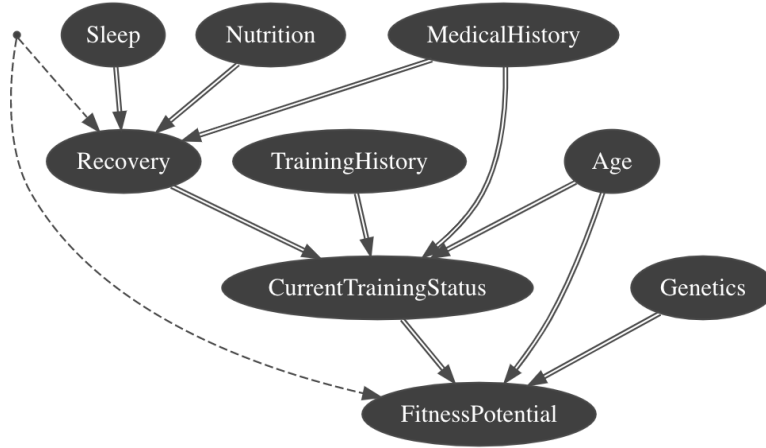 Sleep
Nutrition
MedicalHistory
Recovery
TrainingHistory
Age
CurrentTrainingStatus
Genetics
FitnessPotential